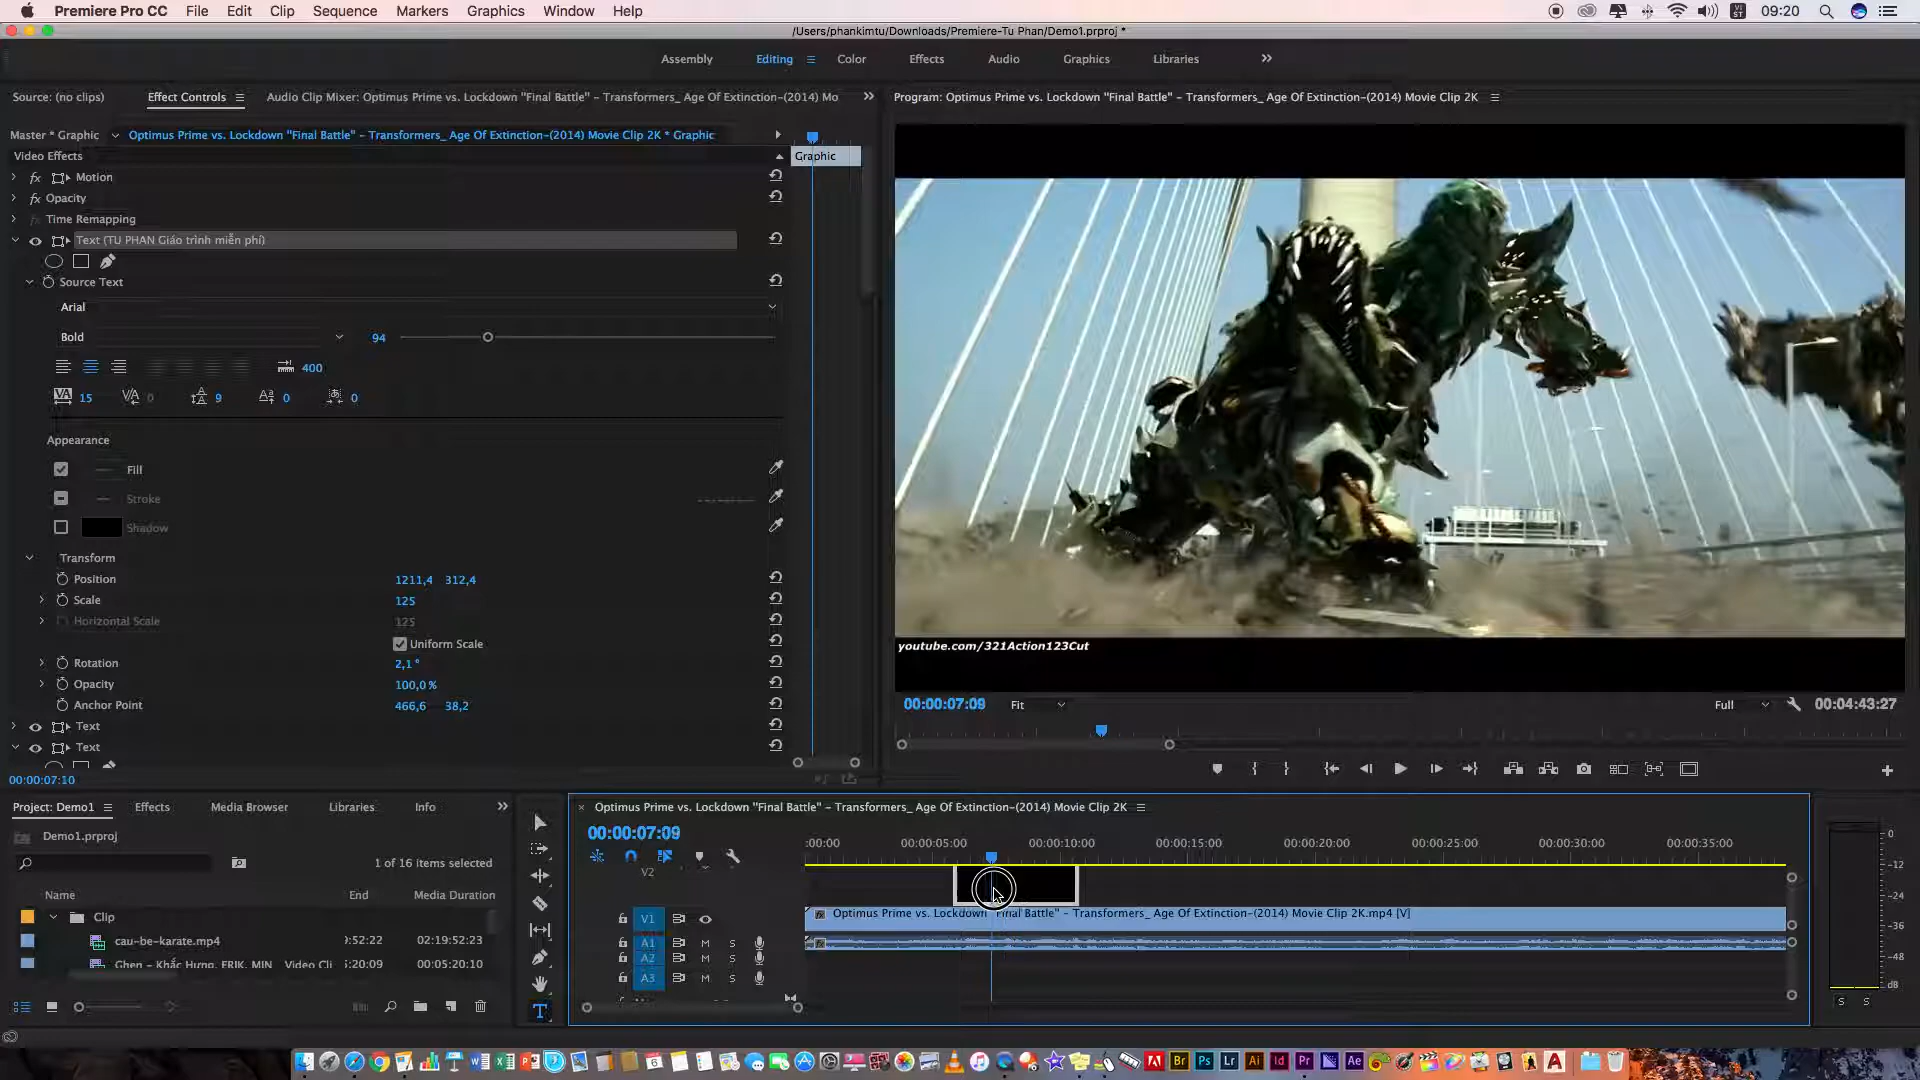 Premiere Pro CC File Edit Clip Sequence Markers Graphics Window Help 09:20
/Users/phankimtu/Downloads/Premiere-Tu Phan/Demo1.prproj *
Assembly Editing Color Effects Audio Graphics Libraries
Source: (no clips) Effect Controls Audio Clip Mixer: Optimus Prime vs. Lockdown "Final Battle" - Transformers_ Age Of Extinction-(2014) Mo
Program: Optimus Prime vs. Lockdown "Final Battle" - Transformers_ Age Of Extinction-(2014) Movie Clip 2K
Master * Graphic Optimus Prime vs. Lockdown "Final Battle" - Transformers_ Age Of Extinction-(2014) Movie Clip 2K * Graphic
Video Effects Graphic
fx Motion
fx Opacity
fx Time Remapping
Text (TU PHAN Giáo trình miễn phí)
Source Text
Arial
Bold 94
400
15 0 9 0 0
Appearance
Fill
Stroke
Shadow
Transform
Position 1211,4 312,4
Scale 125
Horizontal Scale 125
Uniform Scale
Rotation 2,1°
Opacity 100,0 %
Anchor Point 466,6 38,2
Text
Text
00:00:07:10
youtube.com/321Action123Cut
00:00:07:09 Fit Full 00:04:43:27
Project: Demo1 Effects Media Browser Libraries Info
Demo1.prproj
1 of 16 items selected
Name End Media Duration
Clip
cau-be-karate.mp4 9:52:22 02:19:52:23
Ghen - Khắc Hưng, ERIK, MIN Video Cli 5:20:09 00:05:20:10
Optimus Prime vs. Lockdown "Final Battle" - Transformers_ Age Of Extinction-(2014) Movie Clip 2K
00:00:07:09
:00:00 00:00:05:00 00:00:10:00 00:00:15:00 00:00:20:00 00:00:25:00 00:00:30:00 00:00:35:00
V2
V1 Optimus Prime vs. Lockdown "Final Battle" - Transformers_ Age Of Extinction-(2014) Movie Clip 2K.mp4 [V]
A1 M S
A2 M S
A3 M S
0
-12
-24
-36
-48
dB
S S